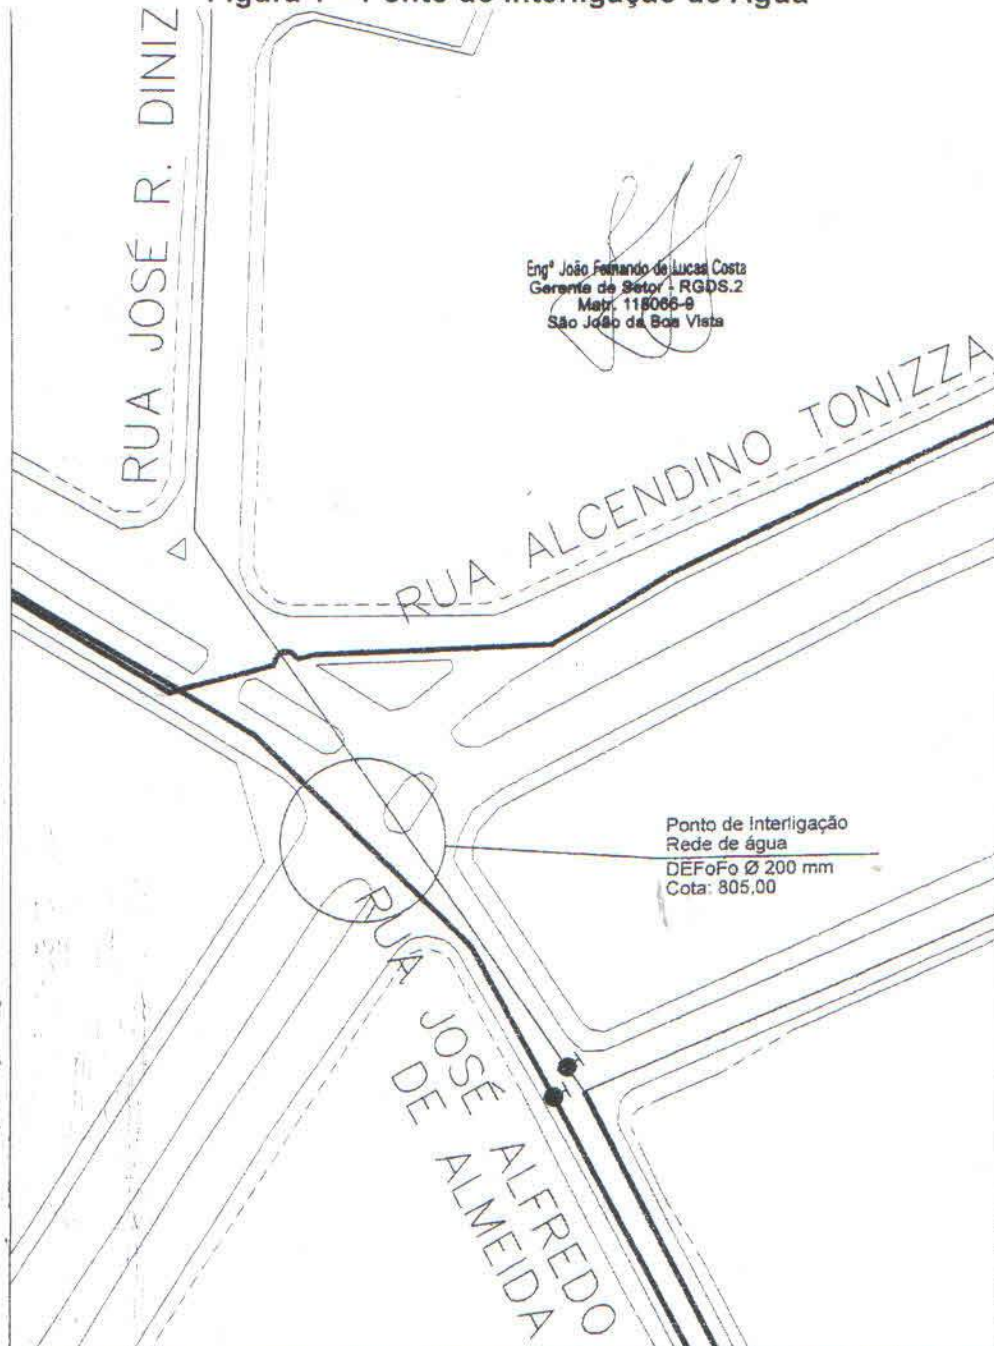 Figura 1 - Ponto de Interligação de Água
RUA JOSÉ R. DINIZ
Engº João Fernando de Lucas Costa
Gerente de Setor - RGDS.2
Matr. 118066-9
São João da Boa Vista
RUA ALCENDINO TONIZZA
Ponto de Interligação
Rede de água
DEFoFo Ø 200 mm
Cota: 805,00
RUA JOSÉ ALFREDO
DE ALMEIDA